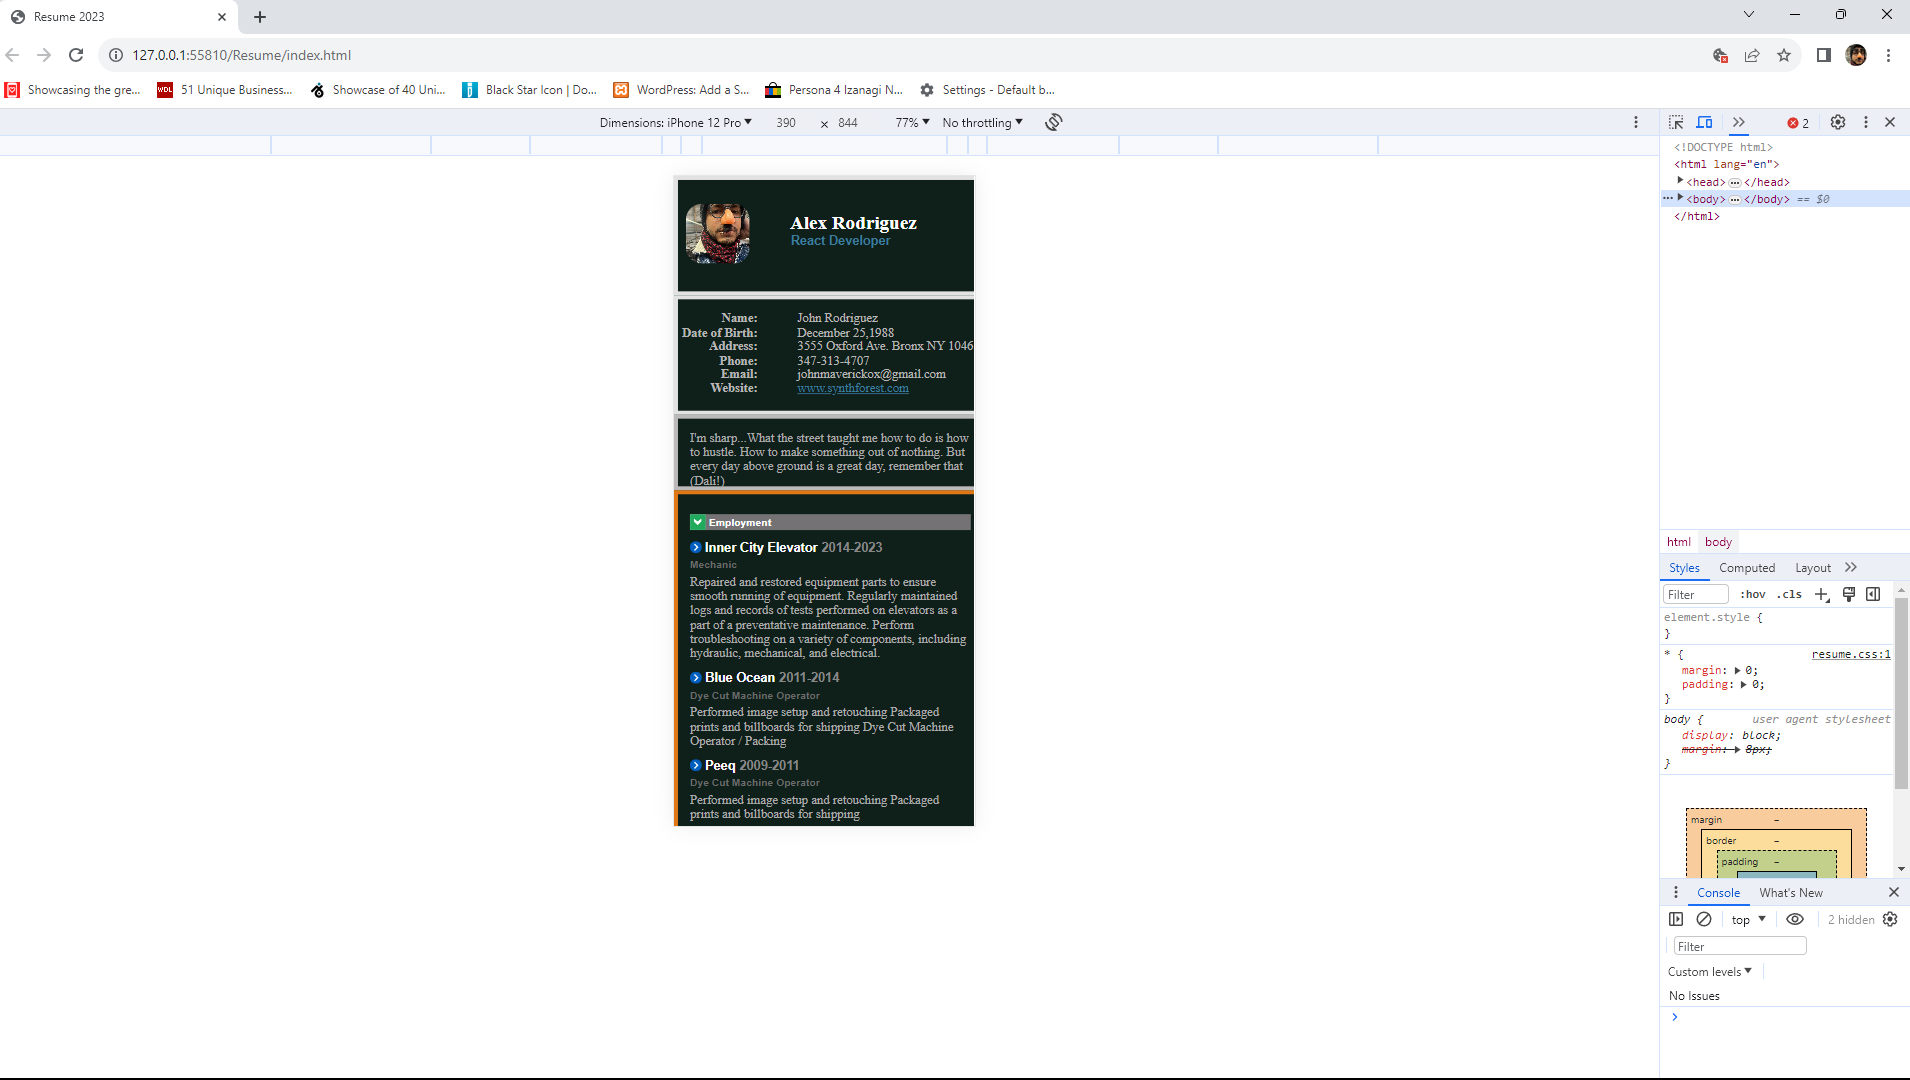 Resume 2023
127.0.0.1:55810/Resume/index.html
Showcasing the gre...
WDL
51 Unique Business...
Showcase of 40 Uni...
Black Star Icon | Do...
WordPress: Add a S...
Persona 4 Izanagi N...
Settings - Default b...
Dimensions: iPhone 12 Pro 390 × 844 77% No throttling
2
<!DOCTYPE html>
<html lang="en">
<head> ... </head>
... <body> ... </body> == $0
</html>
Alex Rodriguez
React Developer
Name: John Rodriguez
Date of Birth: December 25,1988
Address: 3555 Oxford Ave. Bronx NY 1046
Phone: 347-313-4707
Email: johnmaverickox@gmail.com
Website: www.synthforest.com
I'm sharp...What the street taught me how to do is how
to hustle. How to make something out of nothing. But
every day above ground is a great day, remember that
(Dali!)
Employment
Inner City Elevator 2014-2023
Mechanic
Repaired and restored equipment parts to ensure
smooth running of equipment. Regularly maintained
logs and records of tests performed on elevators as a
part of a preventative maintenance. Perform
troubleshooting on a variety of components, including
hydraulic, mechanical, and electrical.
Blue Ocean 2011-2014
Dye Cut Machine Operator
Performed image setup and retouching Packaged
prints and billboards for shipping Dye Cut Machine
Operator / Packing
Peeq 2009-2011
Dye Cut Machine Operator
Performed image setup and retouching Packaged
prints and billboards for shipping
html body
Styles Computed Layout
Filter :hov .cls
element.style {
}
* { resume.css:1
margin: 0;
padding: 0;
}
body { user agent stylesheet
display: block;
margin: 8px;
}
margin –
border –
padding –
Console What's New
top 2 hidden
Filter
Custom levels
No Issues